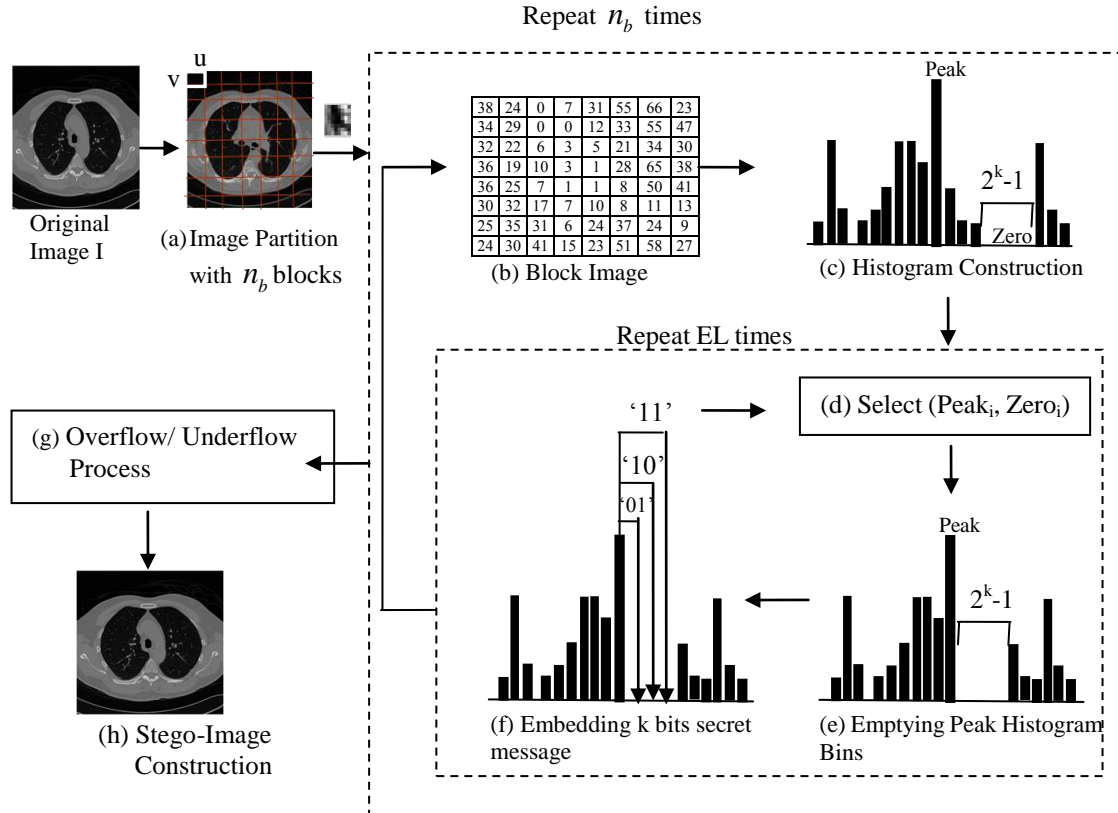 Repeat n_b times
u
v
Original
Image I
(a) Image Partition
with n_b blocks
38 24 0 7 31 55 66 23
34 29 0 0 12 33 55 47
32 22 6 3 5 21 34 30
36 19 10 3 1 28 65 38
36 25 7 1 1 8 50 41
30 32 17 7 10 8 11 13
25 35 31 6 24 37 24 9
24 30 41 15 23 51 58 27
(b) Block Image
Peak
2^k-1
Zero
(c) Histogram Construction
Repeat EL times
(d) Select (Peak_i, Zero_i)
Peak
2^k-1
(e) Emptying Peak Histogram
Bins
‘11’
‘10’
‘01’
(f) Embedding k bits secret
message
(g) Overflow/ Underflow
Process
(h) Stego-Image
Construction